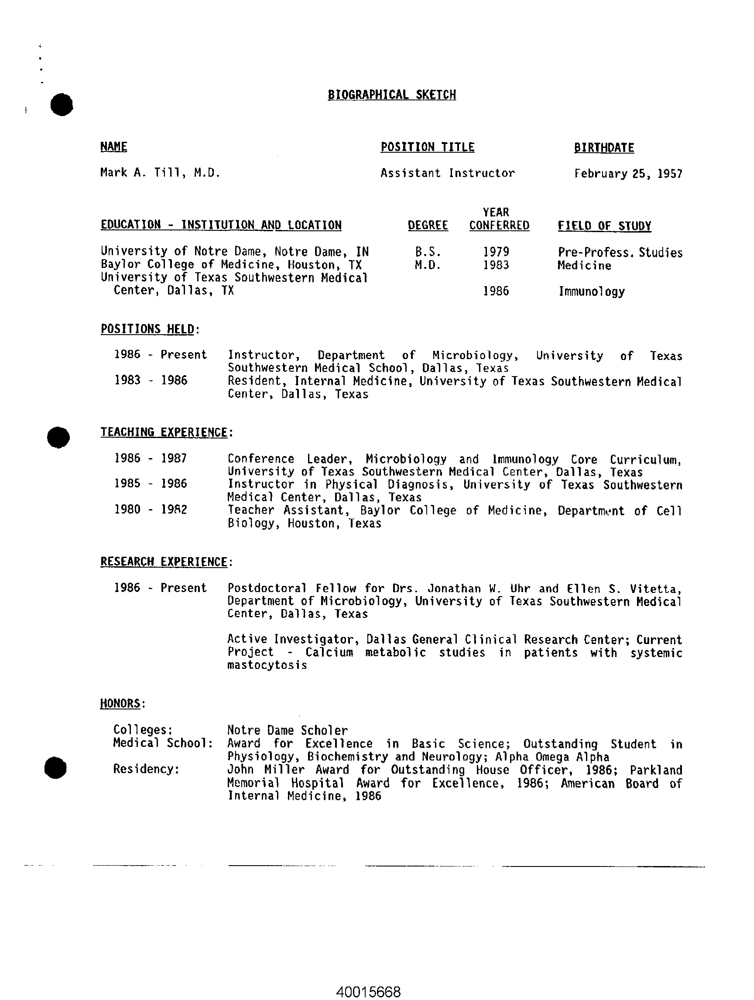 BIOGRAPHICAL SKETCH
NAME POSITION TITLE BIRTHDATE
Mark A. Till, M.D. Assistant Instructor February 25, 1957
YEAR
EDUCATION - INSTITUTION AND LOCATION DEGREE CONFERRED FIELD OF STUDY
University of Notre Dame, Notre Dame, IN B.S. 1979 Pre-Profess. Studies
Baylor College of Medicine, Houston, TX M.D. 1983 Medicine
University of Texas Southwestern Medical
Center, Dallas, TX 1986 Immunology
POSITIONS HELD:
1986 - Present Instructor, Department of Microbiology, University of Texas
Southwestern Medical School, Dallas, Texas
1983 - 1986 Resident, Internal Medicine, University of Texas Southwestern Medical
Center, Dallas, Texas
TEACHING EXPERIENCE:
1986 - 1987 Conference Leader, Microbiology and Immunology Core Curriculum,
University of Texas Southwestern Medical Center, Dallas, Texas
1985 - 1986 Instructor in Physical Diagnosis, University of Texas Southwestern
Medical Center, Dallas, Texas
1980 - 1982 Teacher Assistant, Baylor College of Medicine, Department of Cell
Biology, Houston, Texas
RESEARCH EXPERIENCE:
1986 - Present Postdoctoral Fellow for Drs. Jonathan W. Uhr and Ellen S. Vitetta,
Department of Microbiology, University of Texas Southwestern Medical
Center, Dallas, Texas
Active Investigator, Dallas General Clinical Research Center; Current
Project - Calcium metabolic studies in patients with systemic
mastocytosis
HONORS:
Colleges: Notre Dame Scholer
Medical School: Award for Excellence in Basic Science; Outstanding Student in
Physiology, Biochemistry and Neurology; Alpha Omega Alpha
Residency: John Miller Award for Outstanding House Officer, 1986; Parkland
Memorial Hospital Award for Excellence, 1986; American Board of
Internal Medicine, 1986
40015668